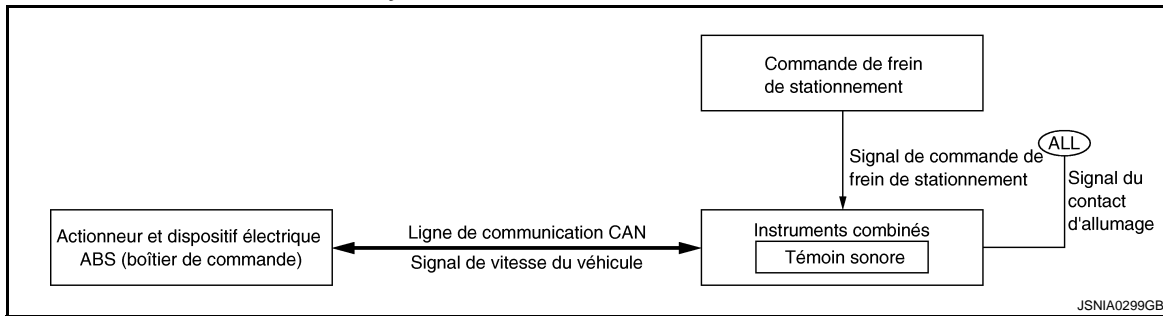 Commande de frein
de stationnement
ALL
Signal de commande de
frein de stationnement
Signal du
contact
d'allumage
Actionneur et dispositif électrique
ABS (boîtier de commande)
Ligne de communication CAN
Signal de vitesse du véhicule
Instruments combinés
Témoin sonore
JSNIA0299GB